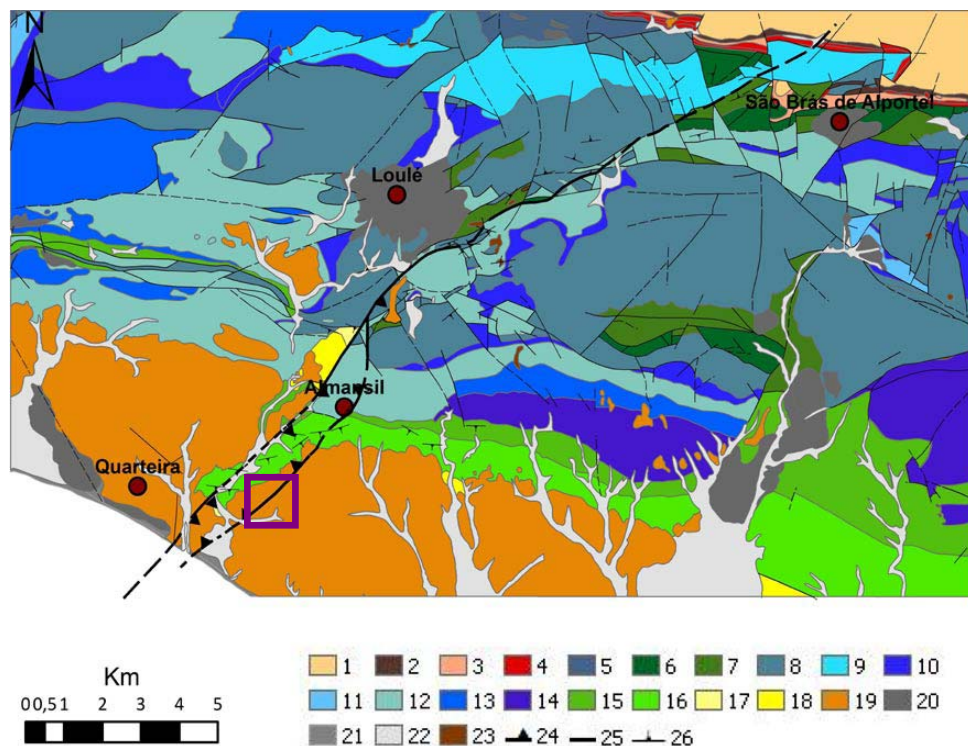 N
São Brás de Alportel
Loulé
Almansil
Quarteira
Km
0 0,5 1 2 3 4 5
1 2 3 4 5 6 7 8 9 10
11 12 13 14 15 16 17 18 19 20
21 22 23 24 25 26